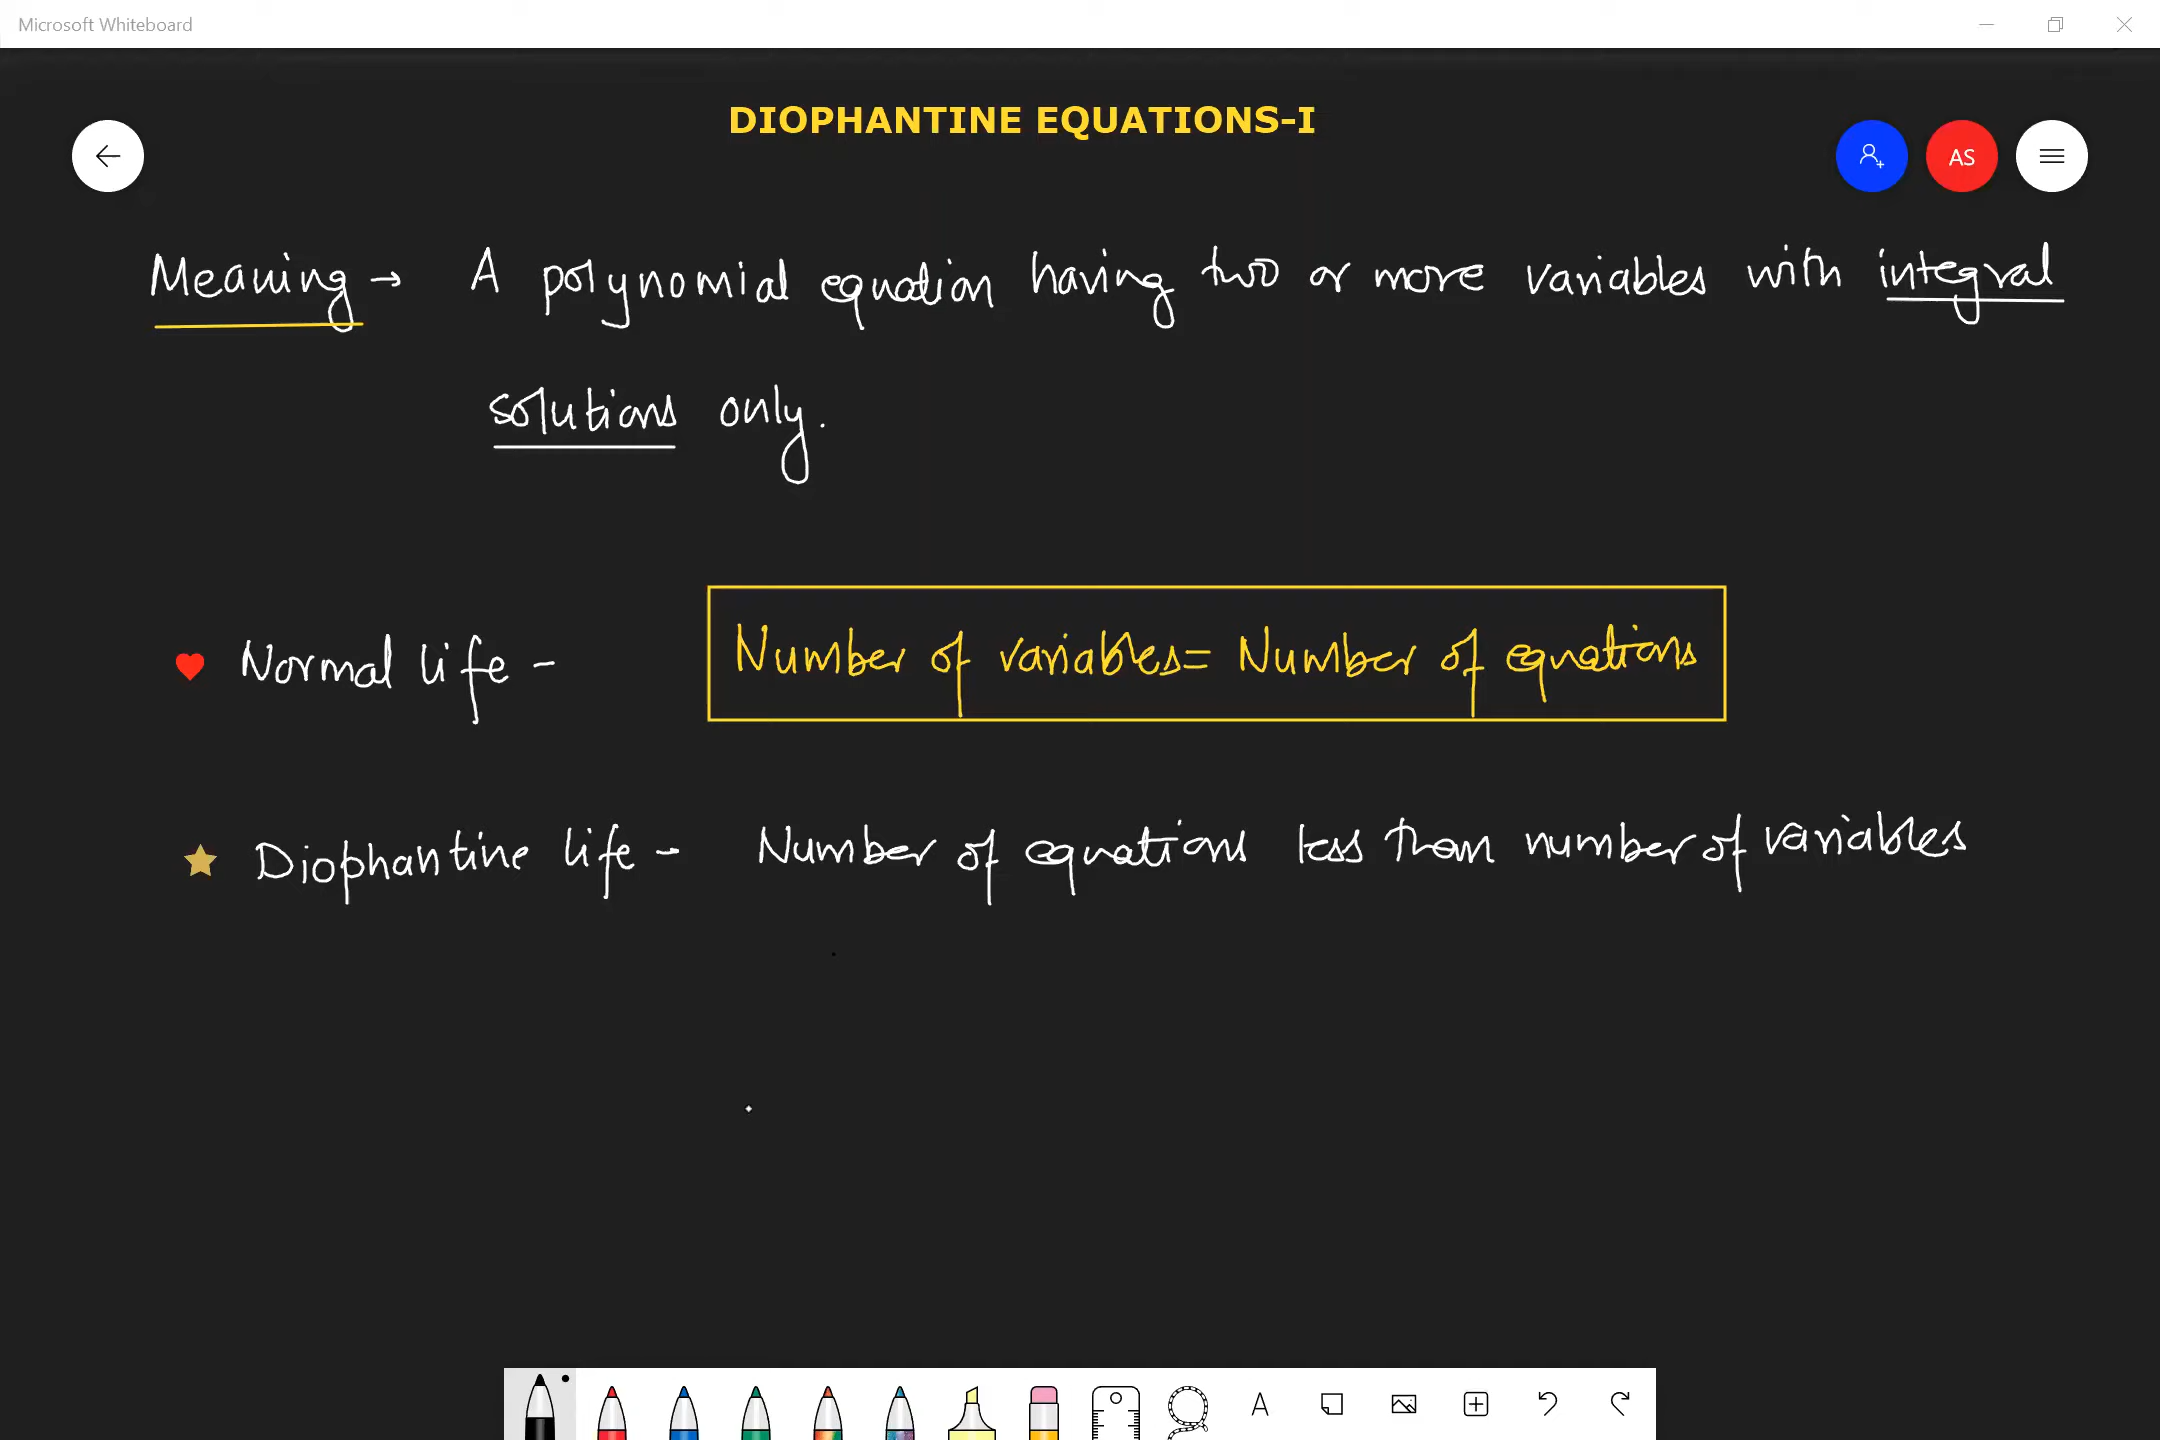 Microsoft Whiteboard
DIOPHANTINE EQUATIONS-I
AS
Meaning → A polynomial equation having two or more variables with integral
solutions only.
♥ Normal life - Number of variables = Number of equations
★ Diophantine life - Number of equations less than number of variables
A